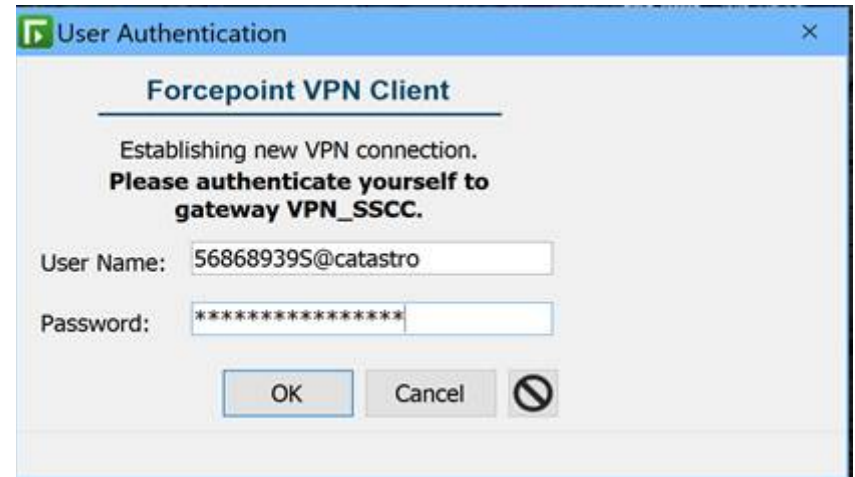 User Authentication
Forcepoint VPN Client
Establishing new VPN connection.
Please authenticate yourself to
gateway VPN_SSCC.
User Name: 56868939S@catastro
Password: ****************
OK Cancel